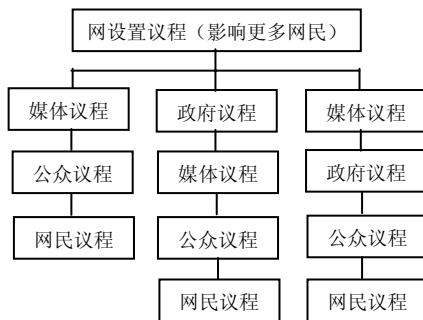 网设置议程（影响更多网民）
媒体议程 政府议程 媒体议程
公众议程 媒体议程 政府议程
网民议程 公众议程 公众议程
网民议程 网民议程